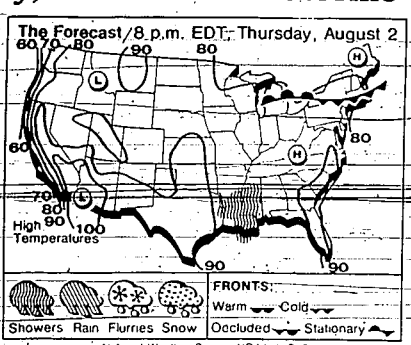 The Forecast/8 p.m. EDT, Thursday, August 2
60 70 80 90 80
L
H
60
80
H
70
80
90
L
100
High
Temperatures
90
90
Showers Rain Flurries Snow
FRONTS:
Warm Cold
Occluded Stationary